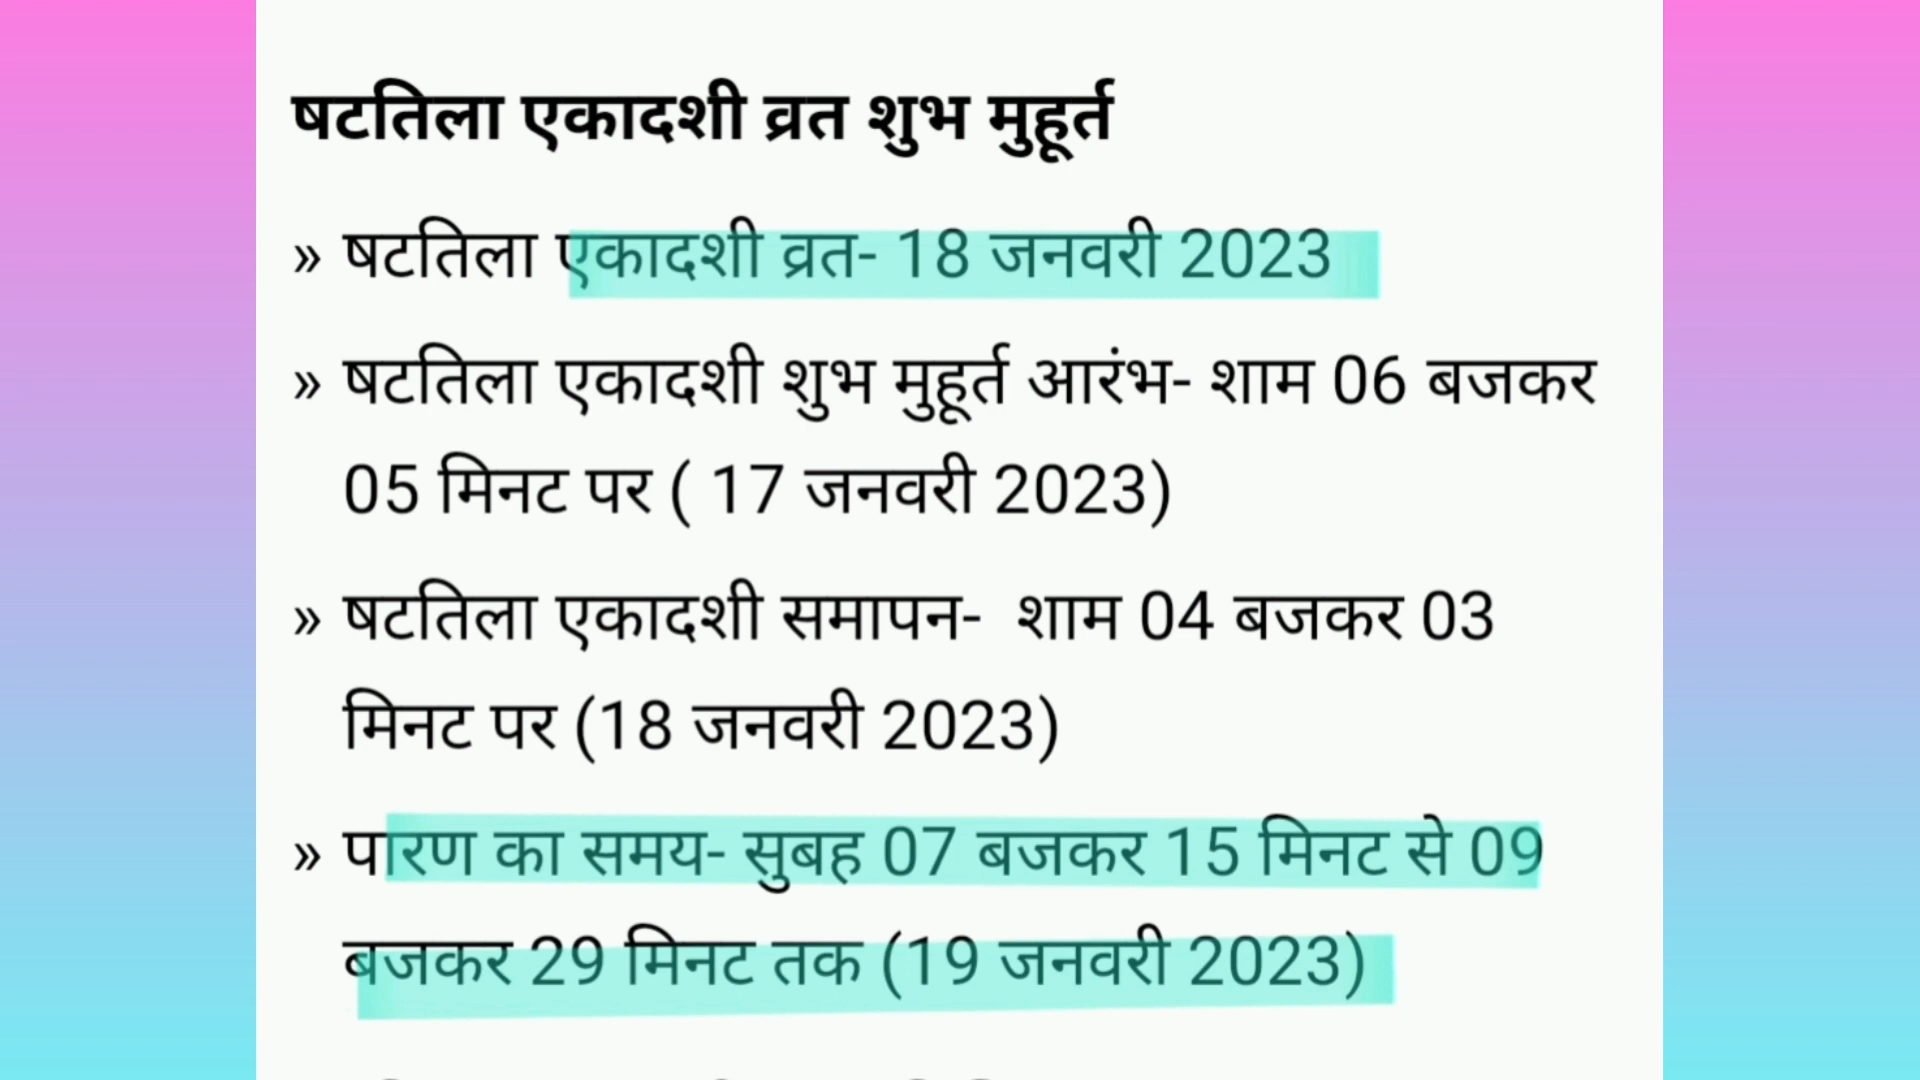 षटतिला एकादशी व्रत शुभ मुहूर्त
» षटतिला एकादशी व्रत- 18 जनवरी 2023
» षटतिला एकादशी शुभ मुहूर्त आरंभ- शाम 06 बजकर
05 मिनट पर ( 17 जनवरी 2023)
» षटतिला एकादशी समापन- शाम 04 बजकर 03
मिनट पर (18 जनवरी 2023)
» पारण का समय- सुबह 07 बजकर 15 मिनट से 09
बजकर 29 मिनट तक (19 जनवरी 2023)